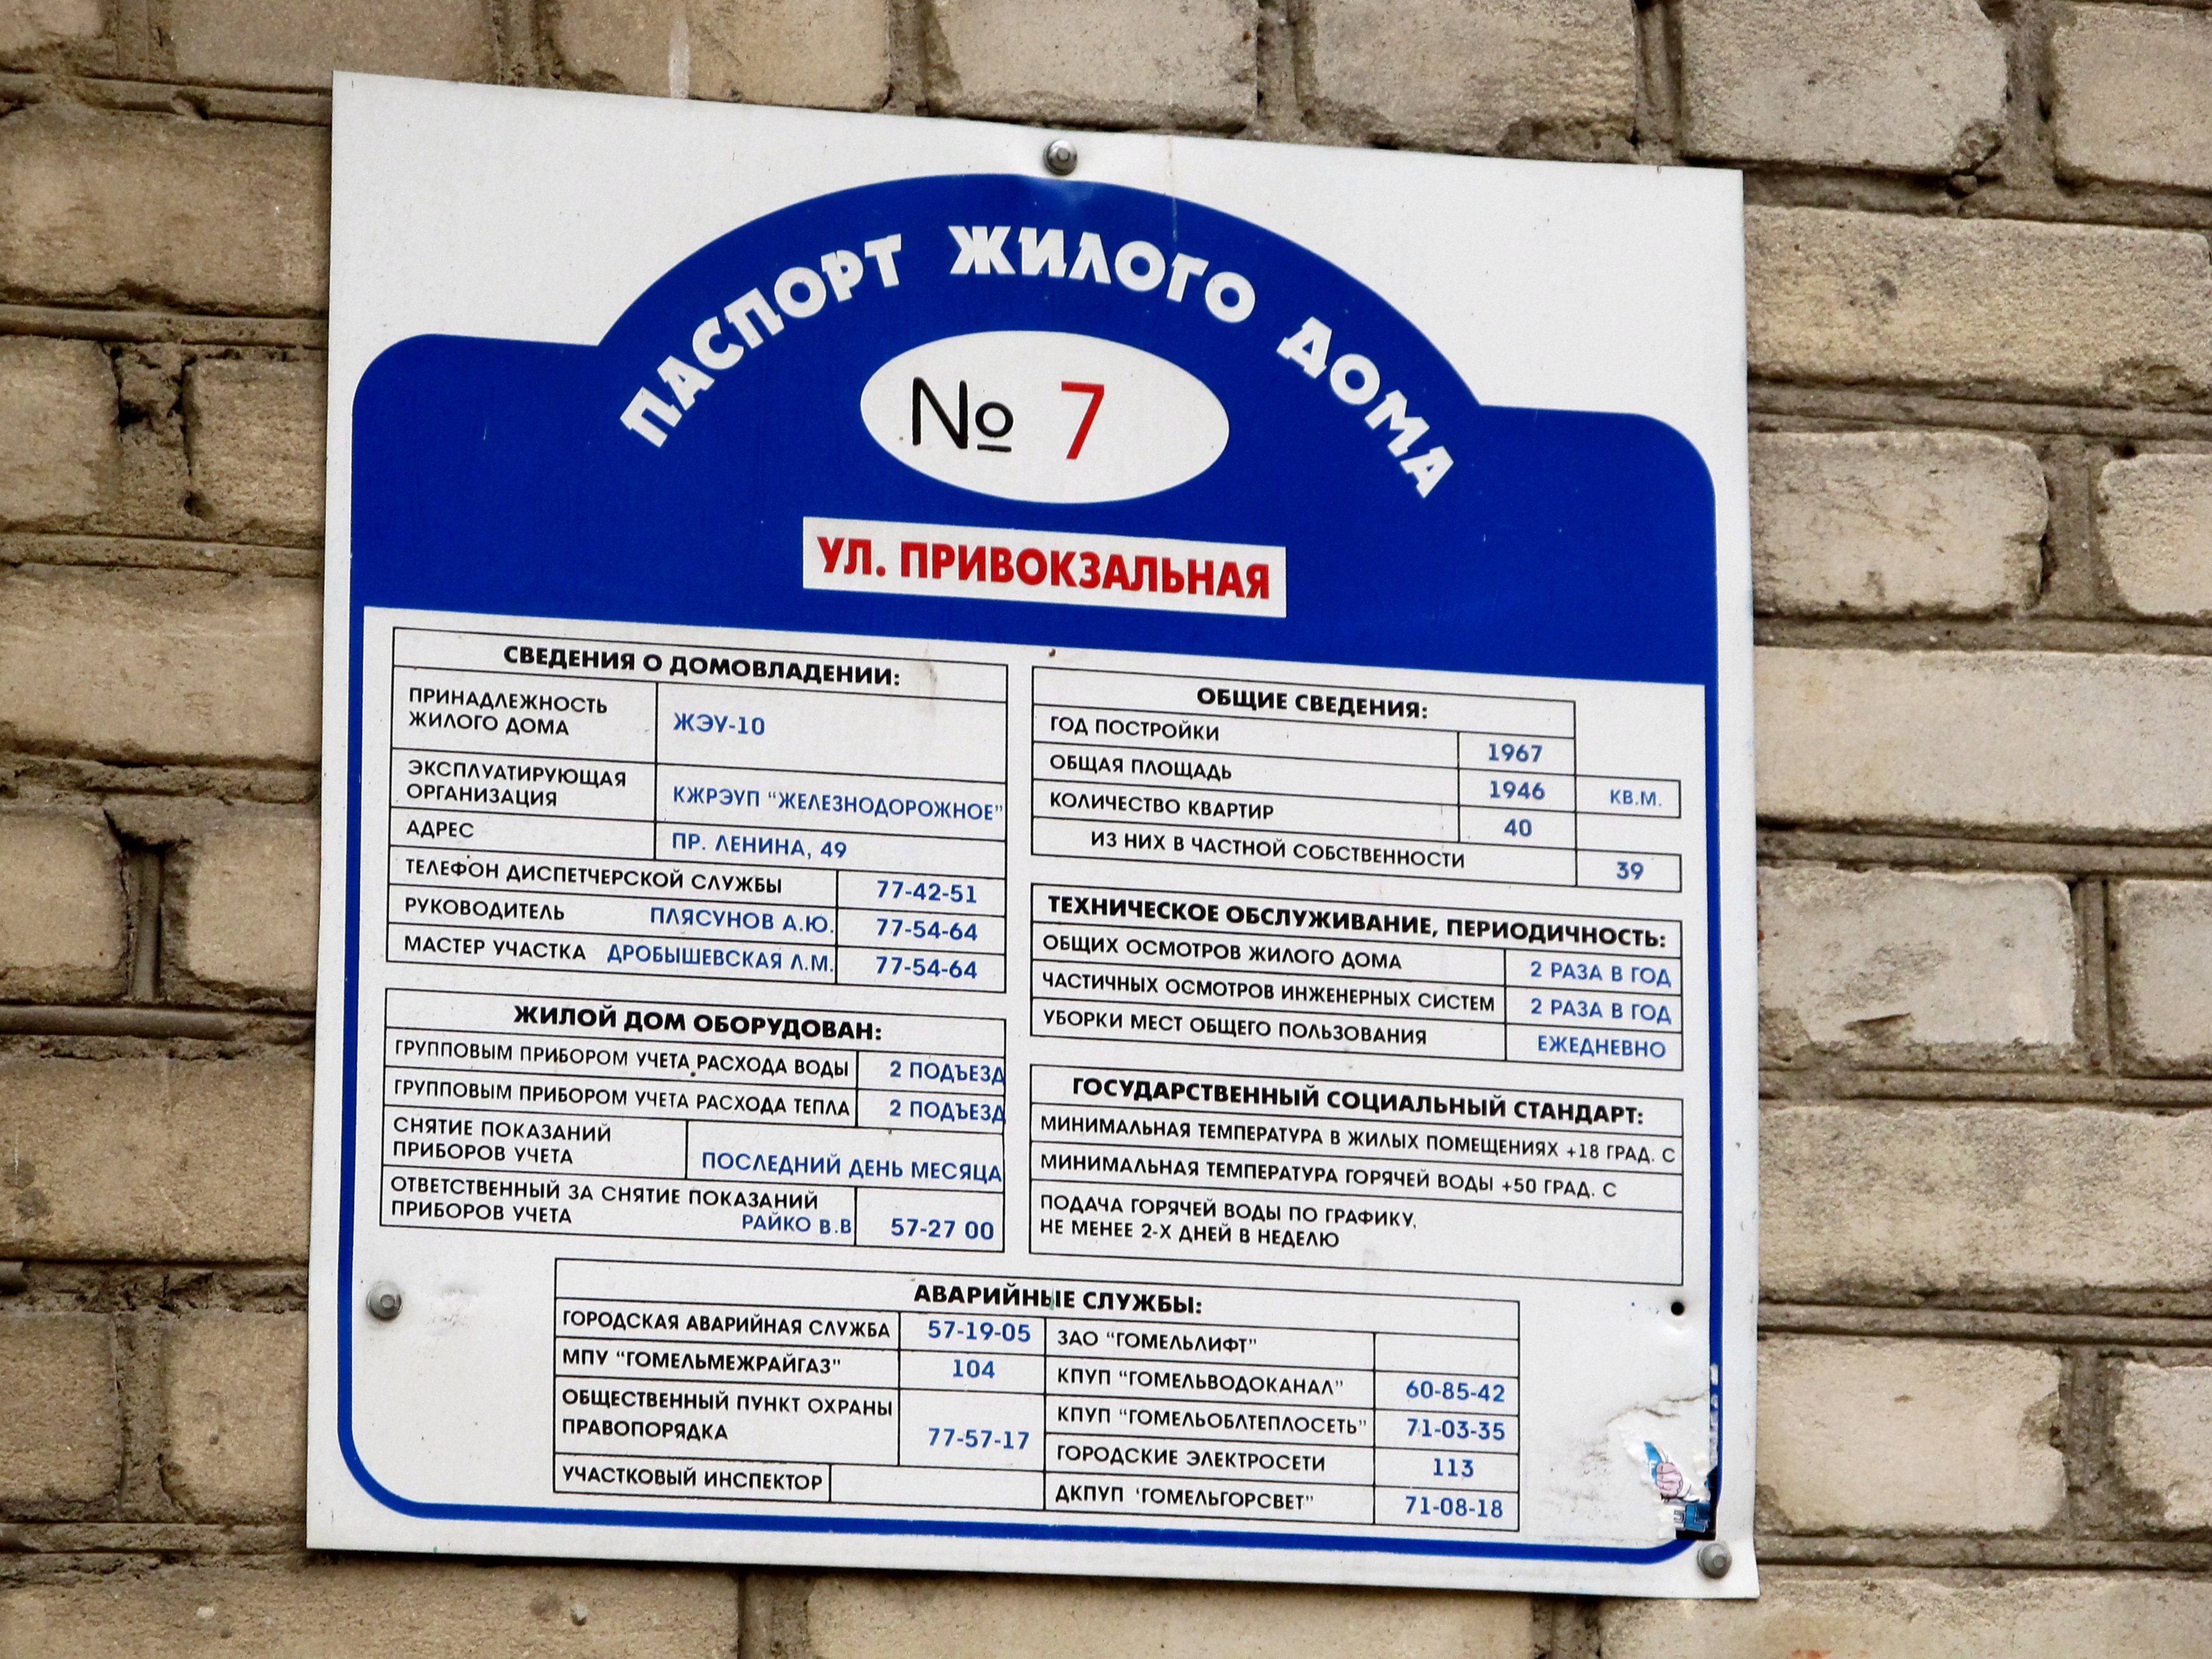 ПАСПОРТ ЖИЛОГО ДОМА
№ 7
УЛ. ПРИВОКЗАЛЬНАЯ
СВЕДЕНИЯ О ДОМОВЛАДЕНИИ:
ПРИНАДЛЕЖНОСТЬ
ЖИЛОГО ДОМА
ЖЭУ-10
ЭКСПЛУАТИРУЮЩАЯ
ОРГАНИЗАЦИЯ
КЖРЭУП "ЖЕЛЕЗНОДОРОЖНОЕ"
АДРЕС ПР. ЛЕНИНА, 49
ТЕЛЕФОН ДИСПЕТЧЕРСКОЙ СЛУЖБЫ 77-42-51
РУКОВОДИТЕЛЬ ПЛЯСУНОВ А.Ю. 77-54-64
МАСТЕР УЧАСТКА ДРОБЫШЕВСКАЯ Л.М. 77-54-64
ЖИЛОЙ ДОМ ОБОРУДОВАН:
ГРУППОВЫМ ПРИБОРОМ УЧЕТА РАСХОДА ВОДЫ 2 ПОДЪЕЗД
ГРУППОВЫМ ПРИБОРОМ УЧЕТА РАСХОДА ТЕПЛА 2 ПОДЪЕЗД
СНЯТИЕ ПОКАЗАНИЙ
ПРИБОРОВ УЧЕТА ПОСЛЕДНИЙ ДЕНЬ МЕСЯЦА
ОТВЕТСТВЕННЫЙ ЗА СНЯТИЕ ПОКАЗАНИЙ
ПРИБОРОВ УЧЕТА РАЙКО В.В 57-27 00
ОБЩИЕ СВЕДЕНИЯ:
ГОД ПОСТРОЙКИ 1967
ОБЩАЯ ПЛОЩАДЬ 1946 КВ.М.
КОЛИЧЕСТВО КВАРТИР 40
ИЗ НИХ В ЧАСТНОЙ СОБСТВЕННОСТИ 39
ТЕХНИЧЕСКОЕ ОБСЛУЖИВАНИЕ, ПЕРИОДИЧНОСТЬ:
ОБЩИХ ОСМОТРОВ ЖИЛОГО ДОМА 2 РАЗА В ГОД
ЧАСТИЧНЫХ ОСМОТРОВ ИНЖЕНЕРНЫХ СИСТЕМ 2 РАЗА В ГОД
УБОРКИ МЕСТ ОБЩЕГО ПОЛЬЗОВАНИЯ ЕЖЕДНЕВНО
ГОСУДАРСТВЕННЫЙ СОЦИАЛЬНЫЙ СТАНДАРТ:
МИНИМАЛЬНАЯ ТЕМПЕРАТУРА В ЖИЛЫХ ПОМЕЩЕНИЯХ +18 ГРАД. С
МИНИМАЛЬНАЯ ТЕМПЕРАТУРА ГОРЯЧЕЙ ВОДЫ +50 ГРАД. С
ПОДАЧА ГОРЯЧЕЙ ВОДЫ ПО ГРАФИКУ,
НЕ МЕНЕЕ 2-Х ДНЕЙ В НЕДЕЛЮ
АВАРИЙНЫЕ СЛУЖБЫ:
ГОРОДСКАЯ АВАРИЙНАЯ СЛУЖБА 57-19-05
МПУ "ГОМЕЛЬМЕЖРАЙГАЗ" 104
ОБЩЕСТВЕННЫЙ ПУНКТ ОХРАНЫ
ПРАВОПОРЯДКА 77-57-17
УЧАСТКОВЫЙ ИНСПЕКТОР
ЗАО "ГОМЕЛЬЛИФТ"
КПУП "ГОМЕЛЬВОДОКАНАЛ" 60-85-42
КПУП "ГОМЕЛЬОБЛТЕПЛОСЕТЬ" 71-03-35
ГОРОДСКИЕ ЭЛЕКТРОСЕТИ 113
ДКПУП 'ГОМЕЛЬГОРСВЕТ" 71-08-18